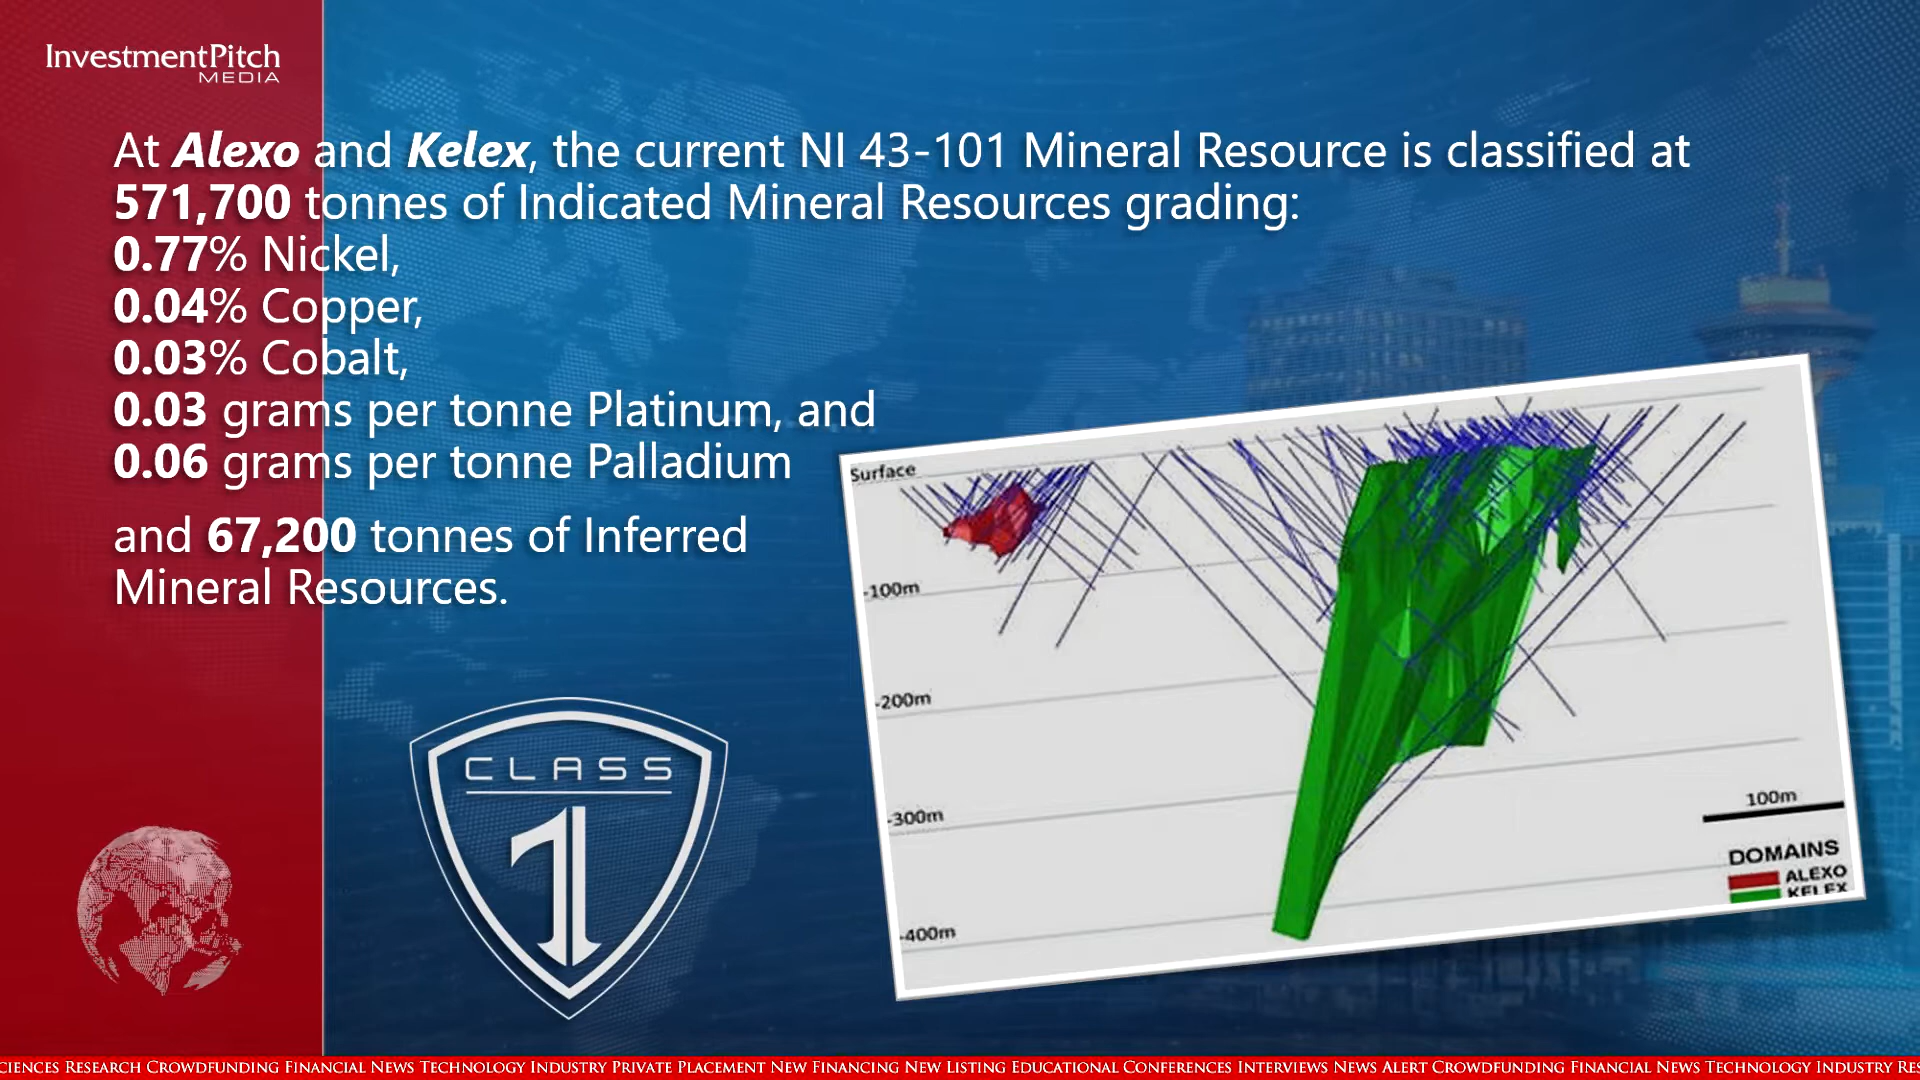 InvestmentPitch
MEDIA
At Alexo and Kelex, the current NI 43-101 Mineral Resource is classified at
571,700 tonnes of Indicated Mineral Resources grading:
0.77% Nickel,
0.04% Copper,
0.03% Cobalt,
0.03 grams per tonne Platinum, and
0.06 grams per tonne Palladium
and 67,200 tonnes of Inferred
Mineral Resources.
CLASS
1
Surface
-100m
-200m
-300m
-400m
100m
DOMAINS
ALEXO
KELEX
CIENCES RESEARCH CROWDFUNDING FINANCIAL NEWS TECHNOLOGY INDUSTRY PRIVATE PLACEMENT NEW FINANCING NEW LISTING EDUCATIONAL CONFERENCES INTERVIEWS NEWS ALERT CROWDFUNDING FINANCIAL NEWS TECHNOLOGY INDUSTRY RES